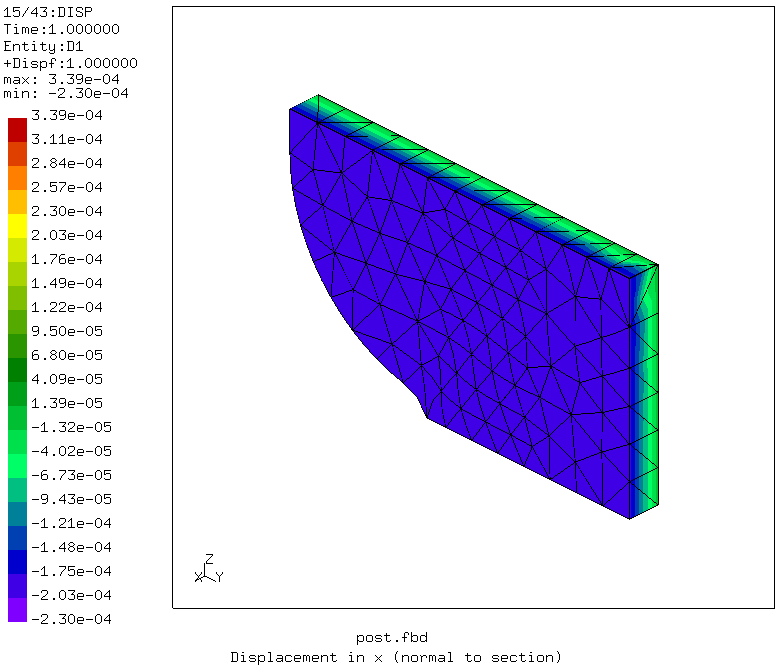 15/43:DISP
Time:1.000000
Entity:D1
+Dispf:1.000000
max: 3.39e-04
min: -2.30e-04
3.39e-04
3.11e-04
2.84e-04
2.57e-04
2.30e-04
2.03e-04
1.76e-04
1.49e-04
1.22e-04
9.50e-05
6.80e-05
4.09e-05
1.39e-05
-1.32e-05
-4.02e-05
-6.73e-05
-9.43e-05
-1.21e-04
-1.48e-04
-1.75e-04
-2.03e-04
-2.30e-04
Z
X Y
post.fbd
Displacement in x (normal to section)